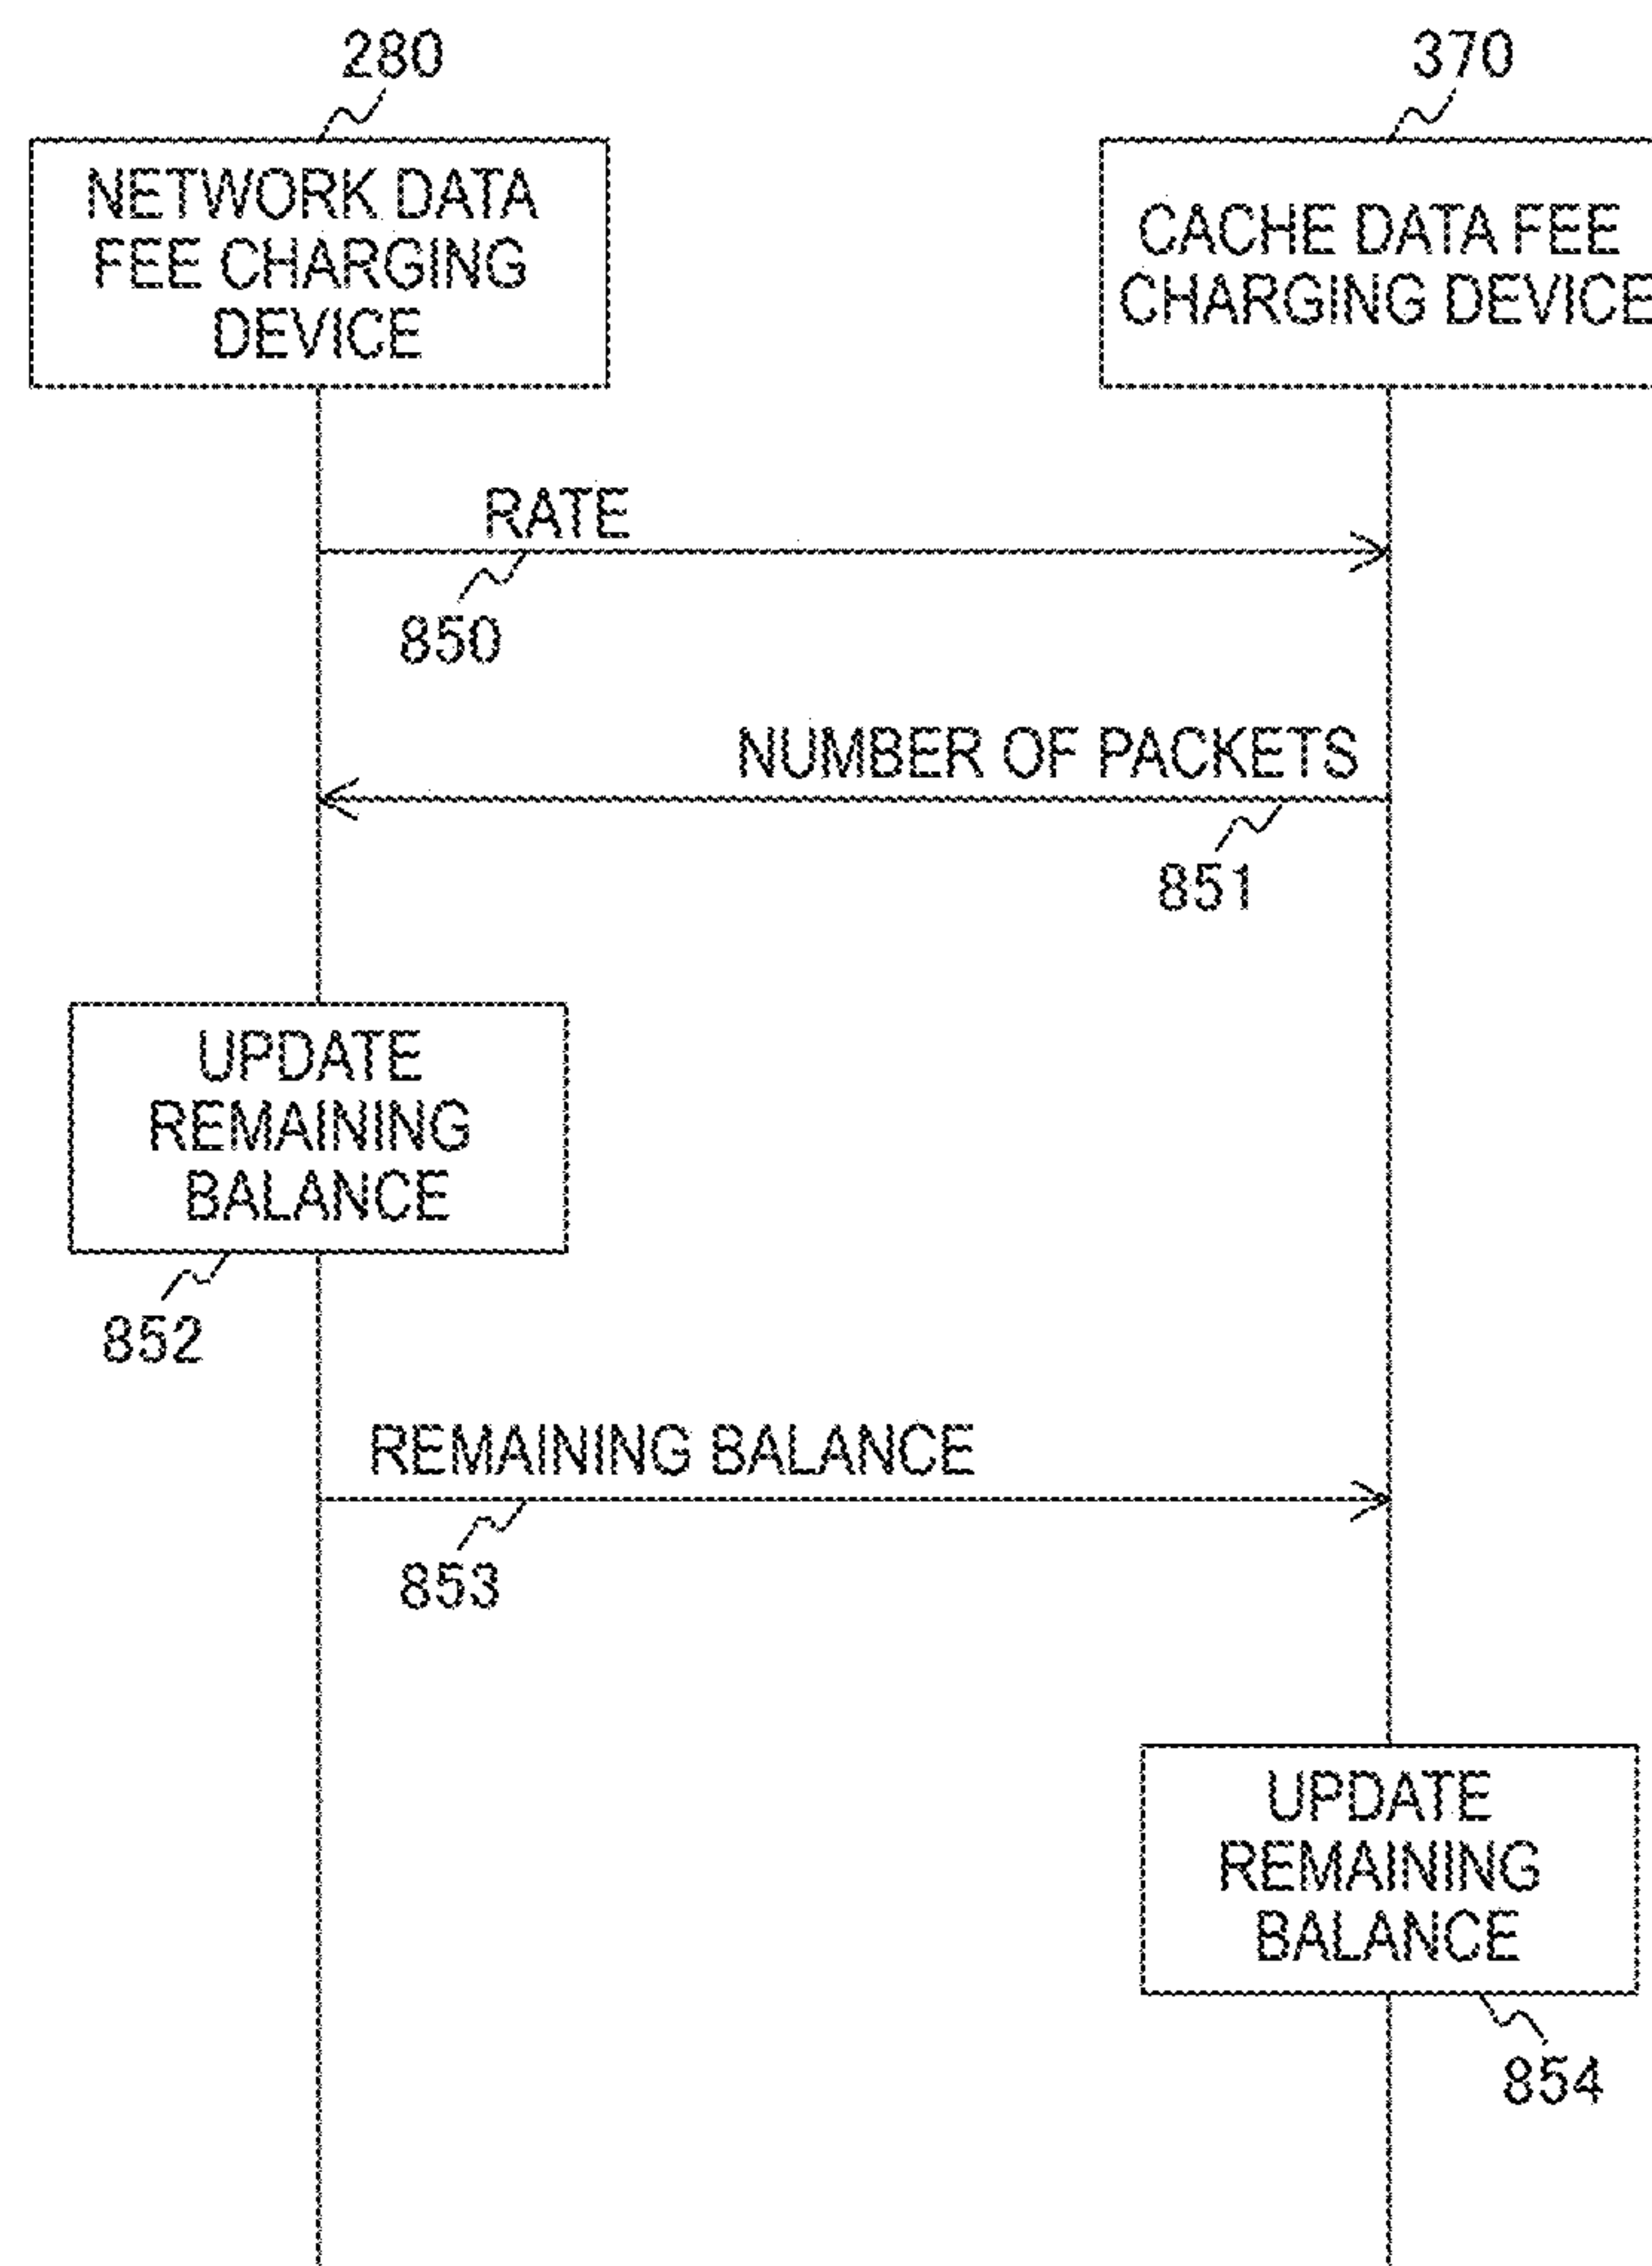 280
370
NETWORK DATA
FEE CHARGING
DEVICE
CACHE DATA FEE
CHARGING DEVICE
RATE
850
NUMBER OF PACKETS
851
UPDATE
REMAINING
BALANCE
852
REMAINING BALANCE
853
UPDATE
REMAINING
BALANCE
854